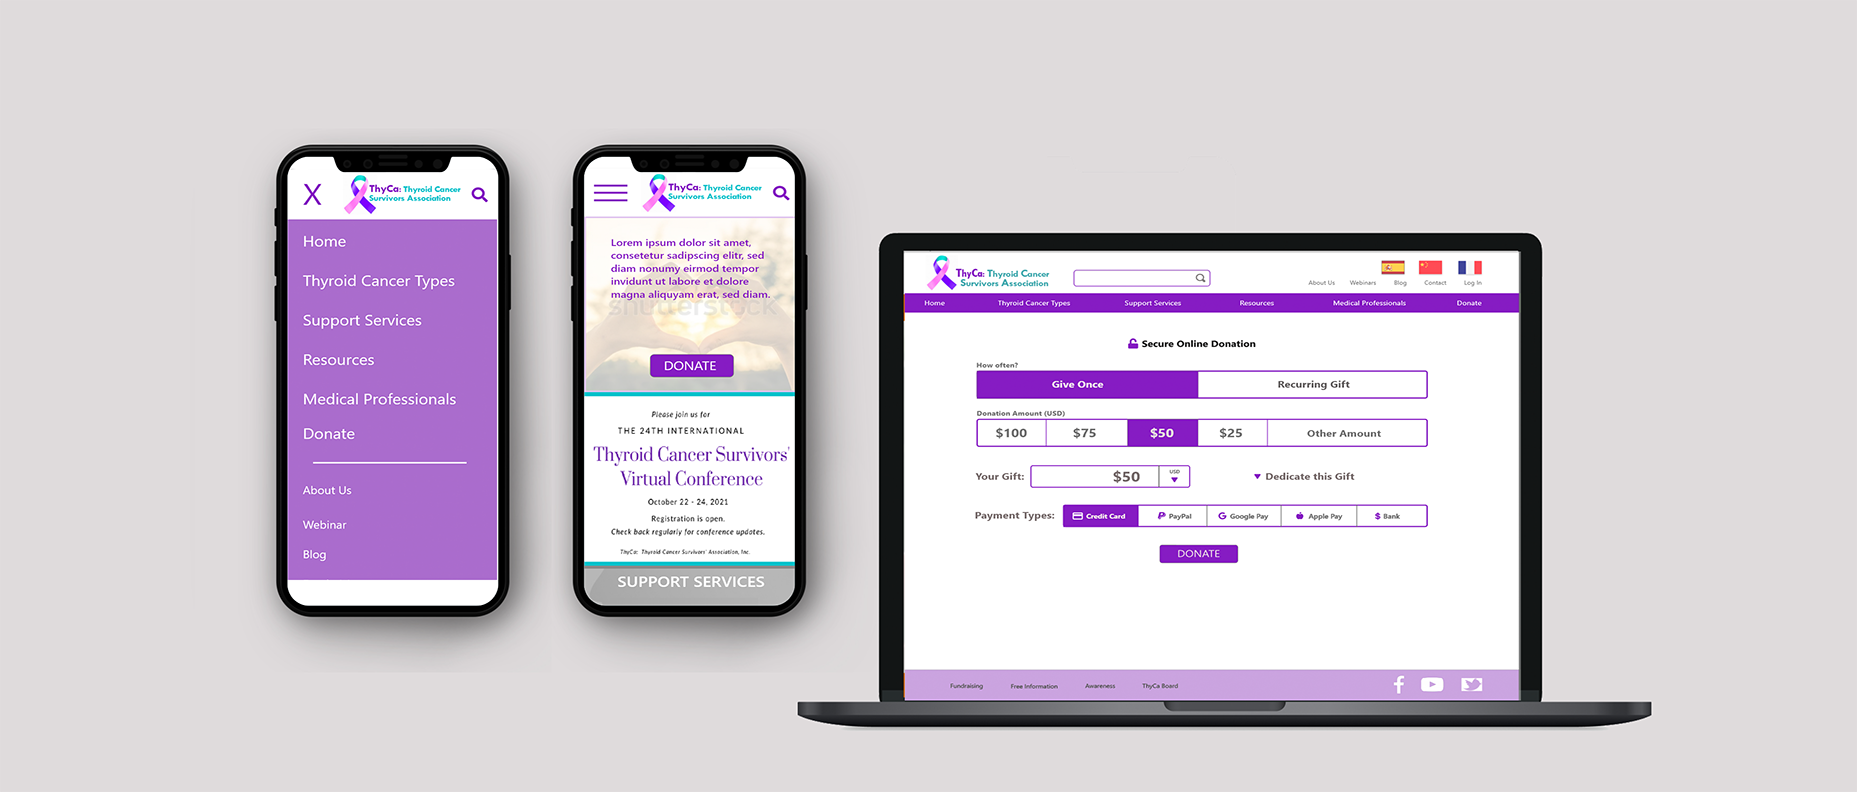 X
ThyCa: Thyroid Cancer
Survivors Association
Home
Thyroid Cancer Types
Support Services
Resources
Medical Professionals
Donate
About Us
Webinar
Blog
ThyCa: Thyroid Cancer
Survivors Association
Lorem ipsum dolor sit amet,
consetetur sadipscing elitr, sed
diam nonumy eirmod tempor
invidunt ut labore et dolore
magna aliquyam erat, sed diam.
shutterstock
DONATE
Please join us for
THE 24TH INTERNATIONAL
Thyroid Cancer Survivors'
Virtual Conference
October 22 - 24, 2021
Registration is open.
Check back regularly for conference updates.
ThyCa: Thyroid Cancer Survivors' Association, Inc.
SUPPORT SERVICES
ThyCa: Thyroid Cancer
Survivors Association
About Us Webinars Blog Contact Log In
Home Thyroid Cancer Types Support Services Resources Medical Professionals Donate
Secure Online Donation
How often?
Give Once Recurring Gift
Donation Amount (USD)
$100 $75 $50 $25 Other Amount
Your Gift: $50 USD Dedicate this Gift
Payment Types: Credit Card PayPal Google Pay Apple Pay $ Bank
DONATE
Fundraising Free Information Awareness ThyCa Board